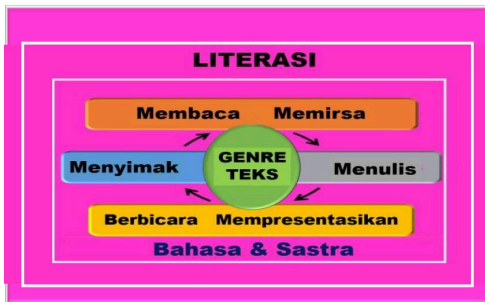 LITERASI
Membaca Memirsa
Menyimak
GENRE
TEKS
Menulis
Berbicara Mempresentasikan
Bahasa & Sastra